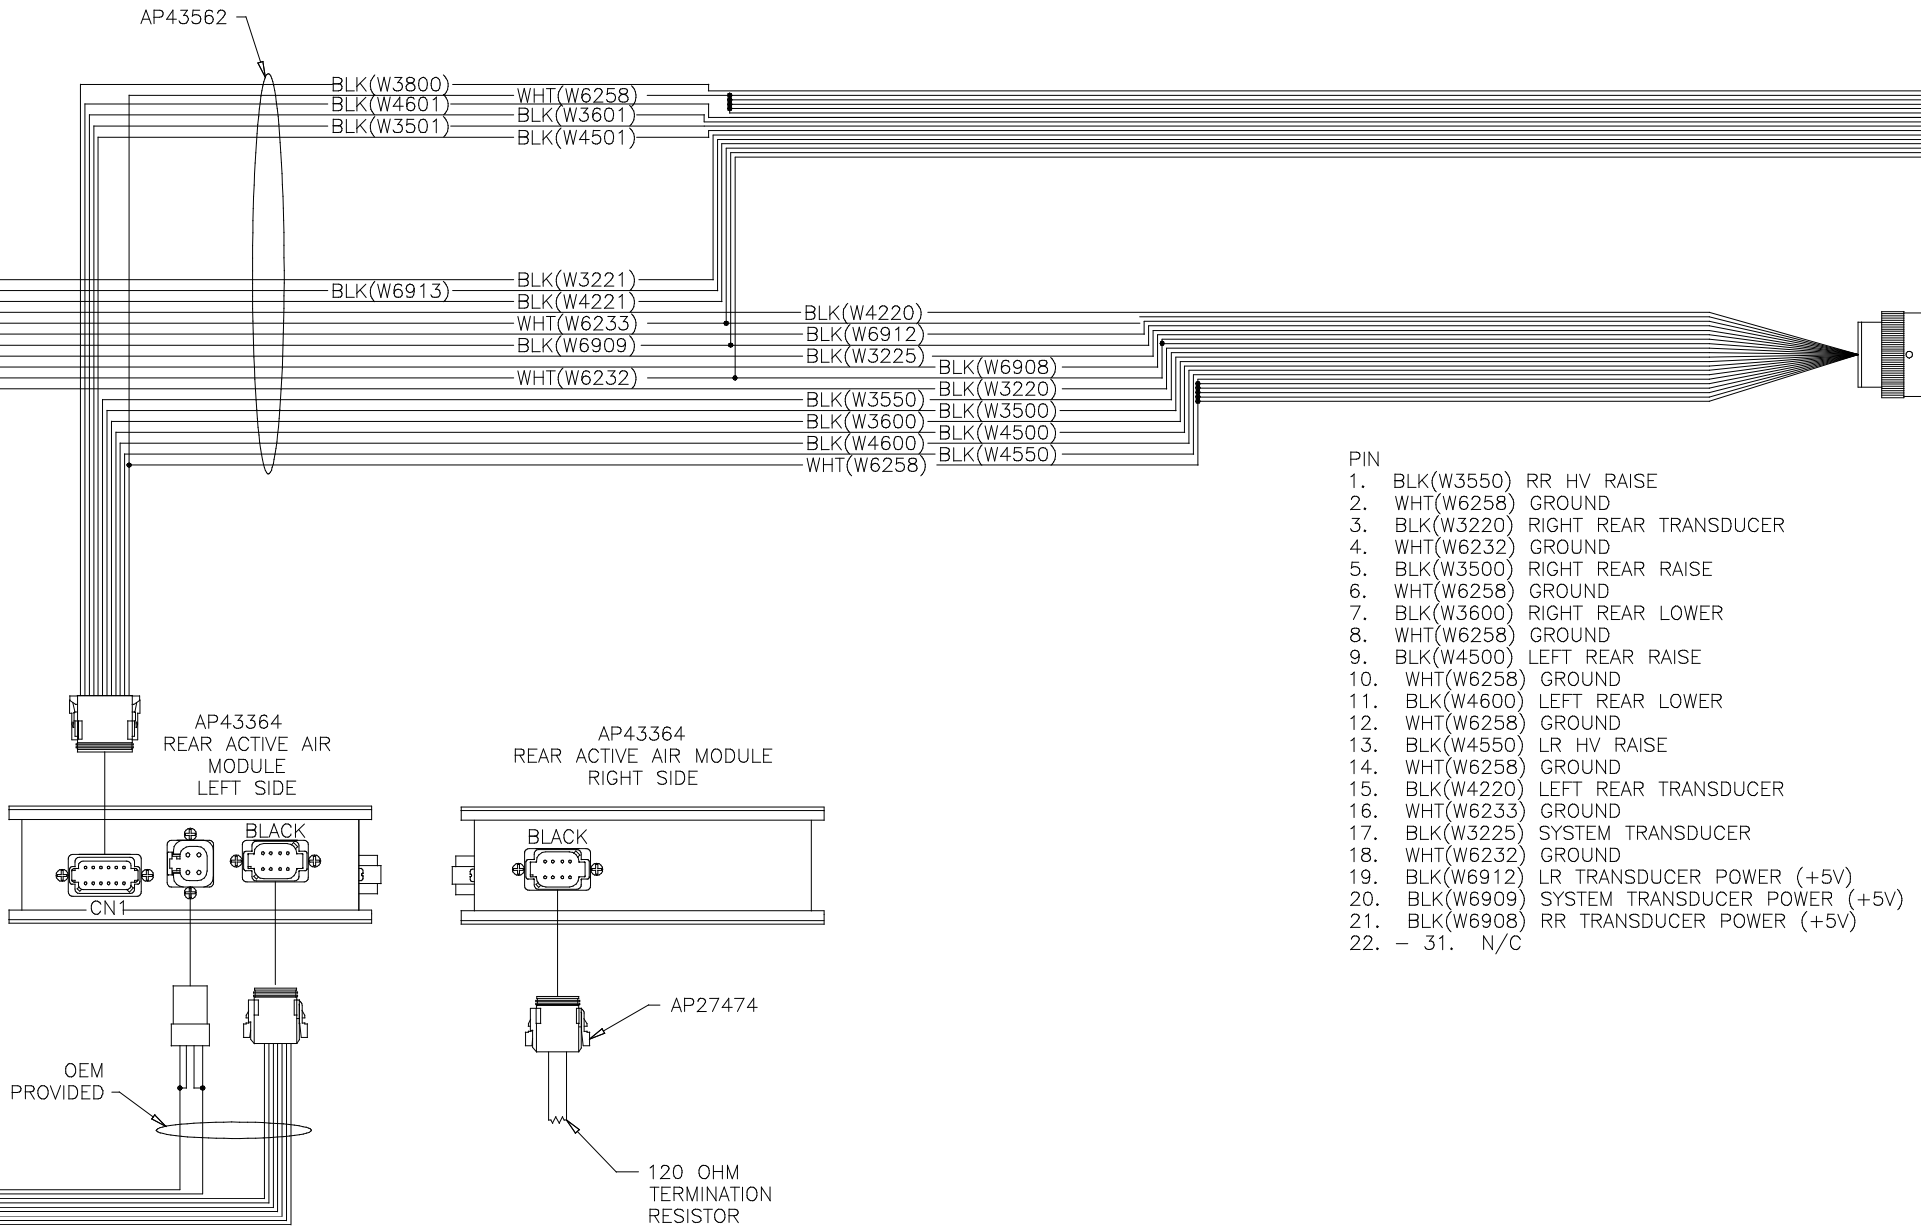 AP43562
BLK(W3800)
WHT(W6258)
BLK(W4601)
BLK(W3601)
BLK(W3501)
BLK(W4501)
BLK(W3221)
BLK(W6913)
BLK(W4221)
BLK(W4220)
WHT(W6233)
BLK(W6912)
BLK(W6909)
BLK(W3225)
BLK(W6908)
WHT(W6232)
BLK(W3220)
BLK(W3550)
BLK(W3500)
BLK(W3600)
BLK(W4500)
BLK(W4600)
BLK(W4550)
WHT(W6258)
PIN
1. BLK(W3550) RR HV RAISE
2. WHT(W6258) GROUND
3. BLK(W3220) RIGHT REAR TRANSDUCER
4. WHT(W6232) GROUND
5. BLK(W3500) RIGHT REAR RAISE
6. WHT(W6258) GROUND
7. BLK(W3600) RIGHT REAR LOWER
8. WHT(W6258) GROUND
9. BLK(W4500) LEFT REAR RAISE
10. WHT(W6258) GROUND
11. BLK(W4600) LEFT REAR LOWER
12. WHT(W6258) GROUND
13. BLK(W4550) LR HV RAISE
14. WHT(W6258) GROUND
15. BLK(W4220) LEFT REAR TRANSDUCER
16. WHT(W6233) GROUND
17. BLK(W3225) SYSTEM TRANSDUCER
18. WHT(W6232) GROUND
19. BLK(W6912) LR TRANSDUCER POWER (+5V)
20. BLK(W6909) SYSTEM TRANSDUCER POWER (+5V)
21. BLK(W6908) RR TRANSDUCER POWER (+5V)
22. – 31. N/C
AP43364
REAR ACTIVE AIR
MODULE
LEFT SIDE
BLACK
CN1
AP43364
REAR ACTIVE AIR MODULE
RIGHT SIDE
BLACK
AP27474
OEM
PROVIDED
120 OHM
TERMINATION
RESISTOR